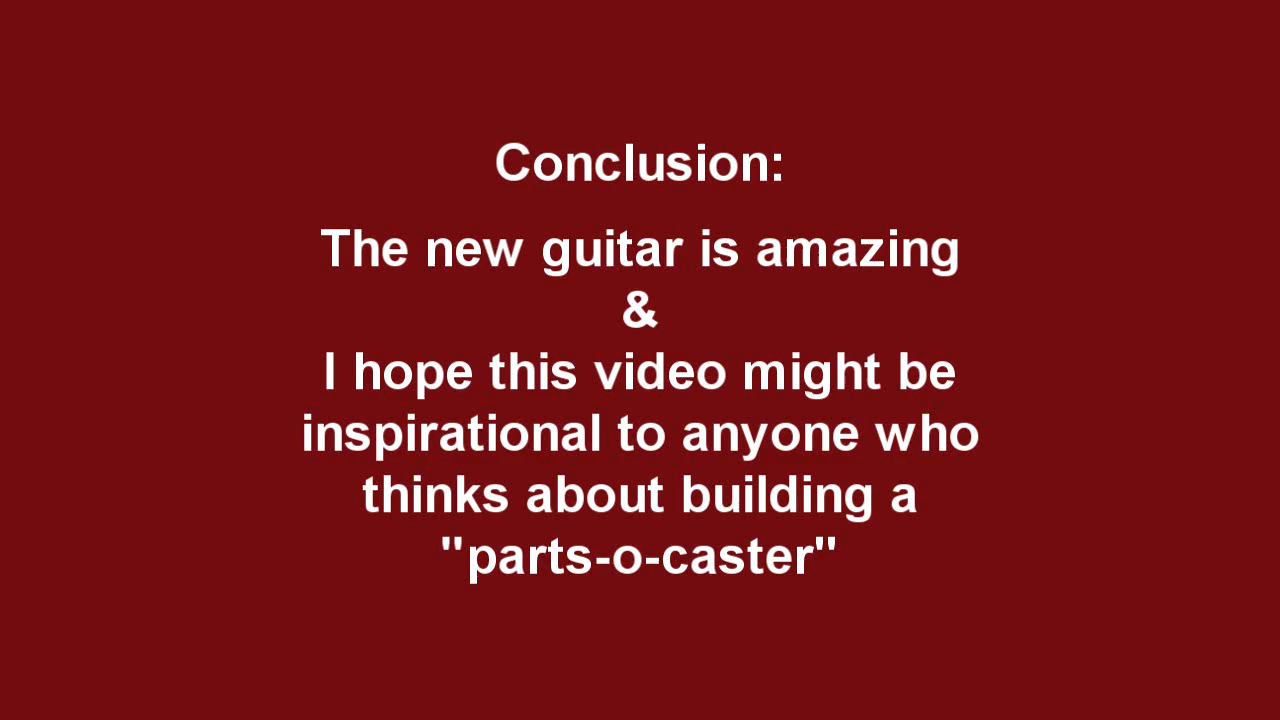 Conclusion:
The new guitar is amazing
&
I hope this video might be
inspirational to anyone who
thinks about building a
"parts-o-caster"